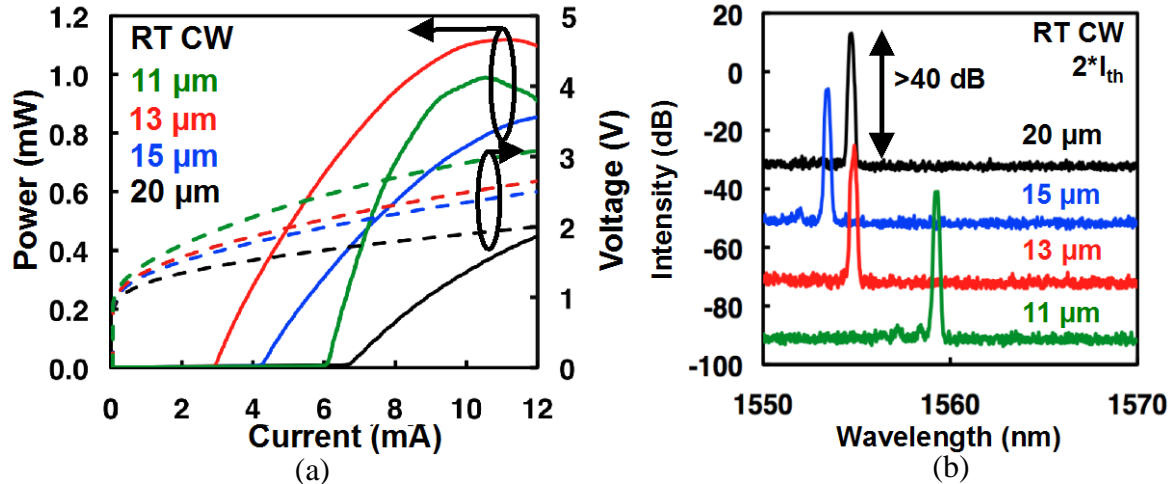 1.2
1.0
0.8
0.6
0.4
0.2
0.0
Power (mW)
RT CW
11 µm
13 µm
15 µm
20 µm
5
4
3
2
1
0
Voltage (V)
0 2 4 6 8 10 12
Current (mA)
(a)
20
0
-20
-40
-60
-80
-100
Intensity (dB)
RT CW
2*Ith
>40 dB
20 µm
15 µm
13 µm
11 µm
1550 1560 1570
Wavelength (nm)
(b)